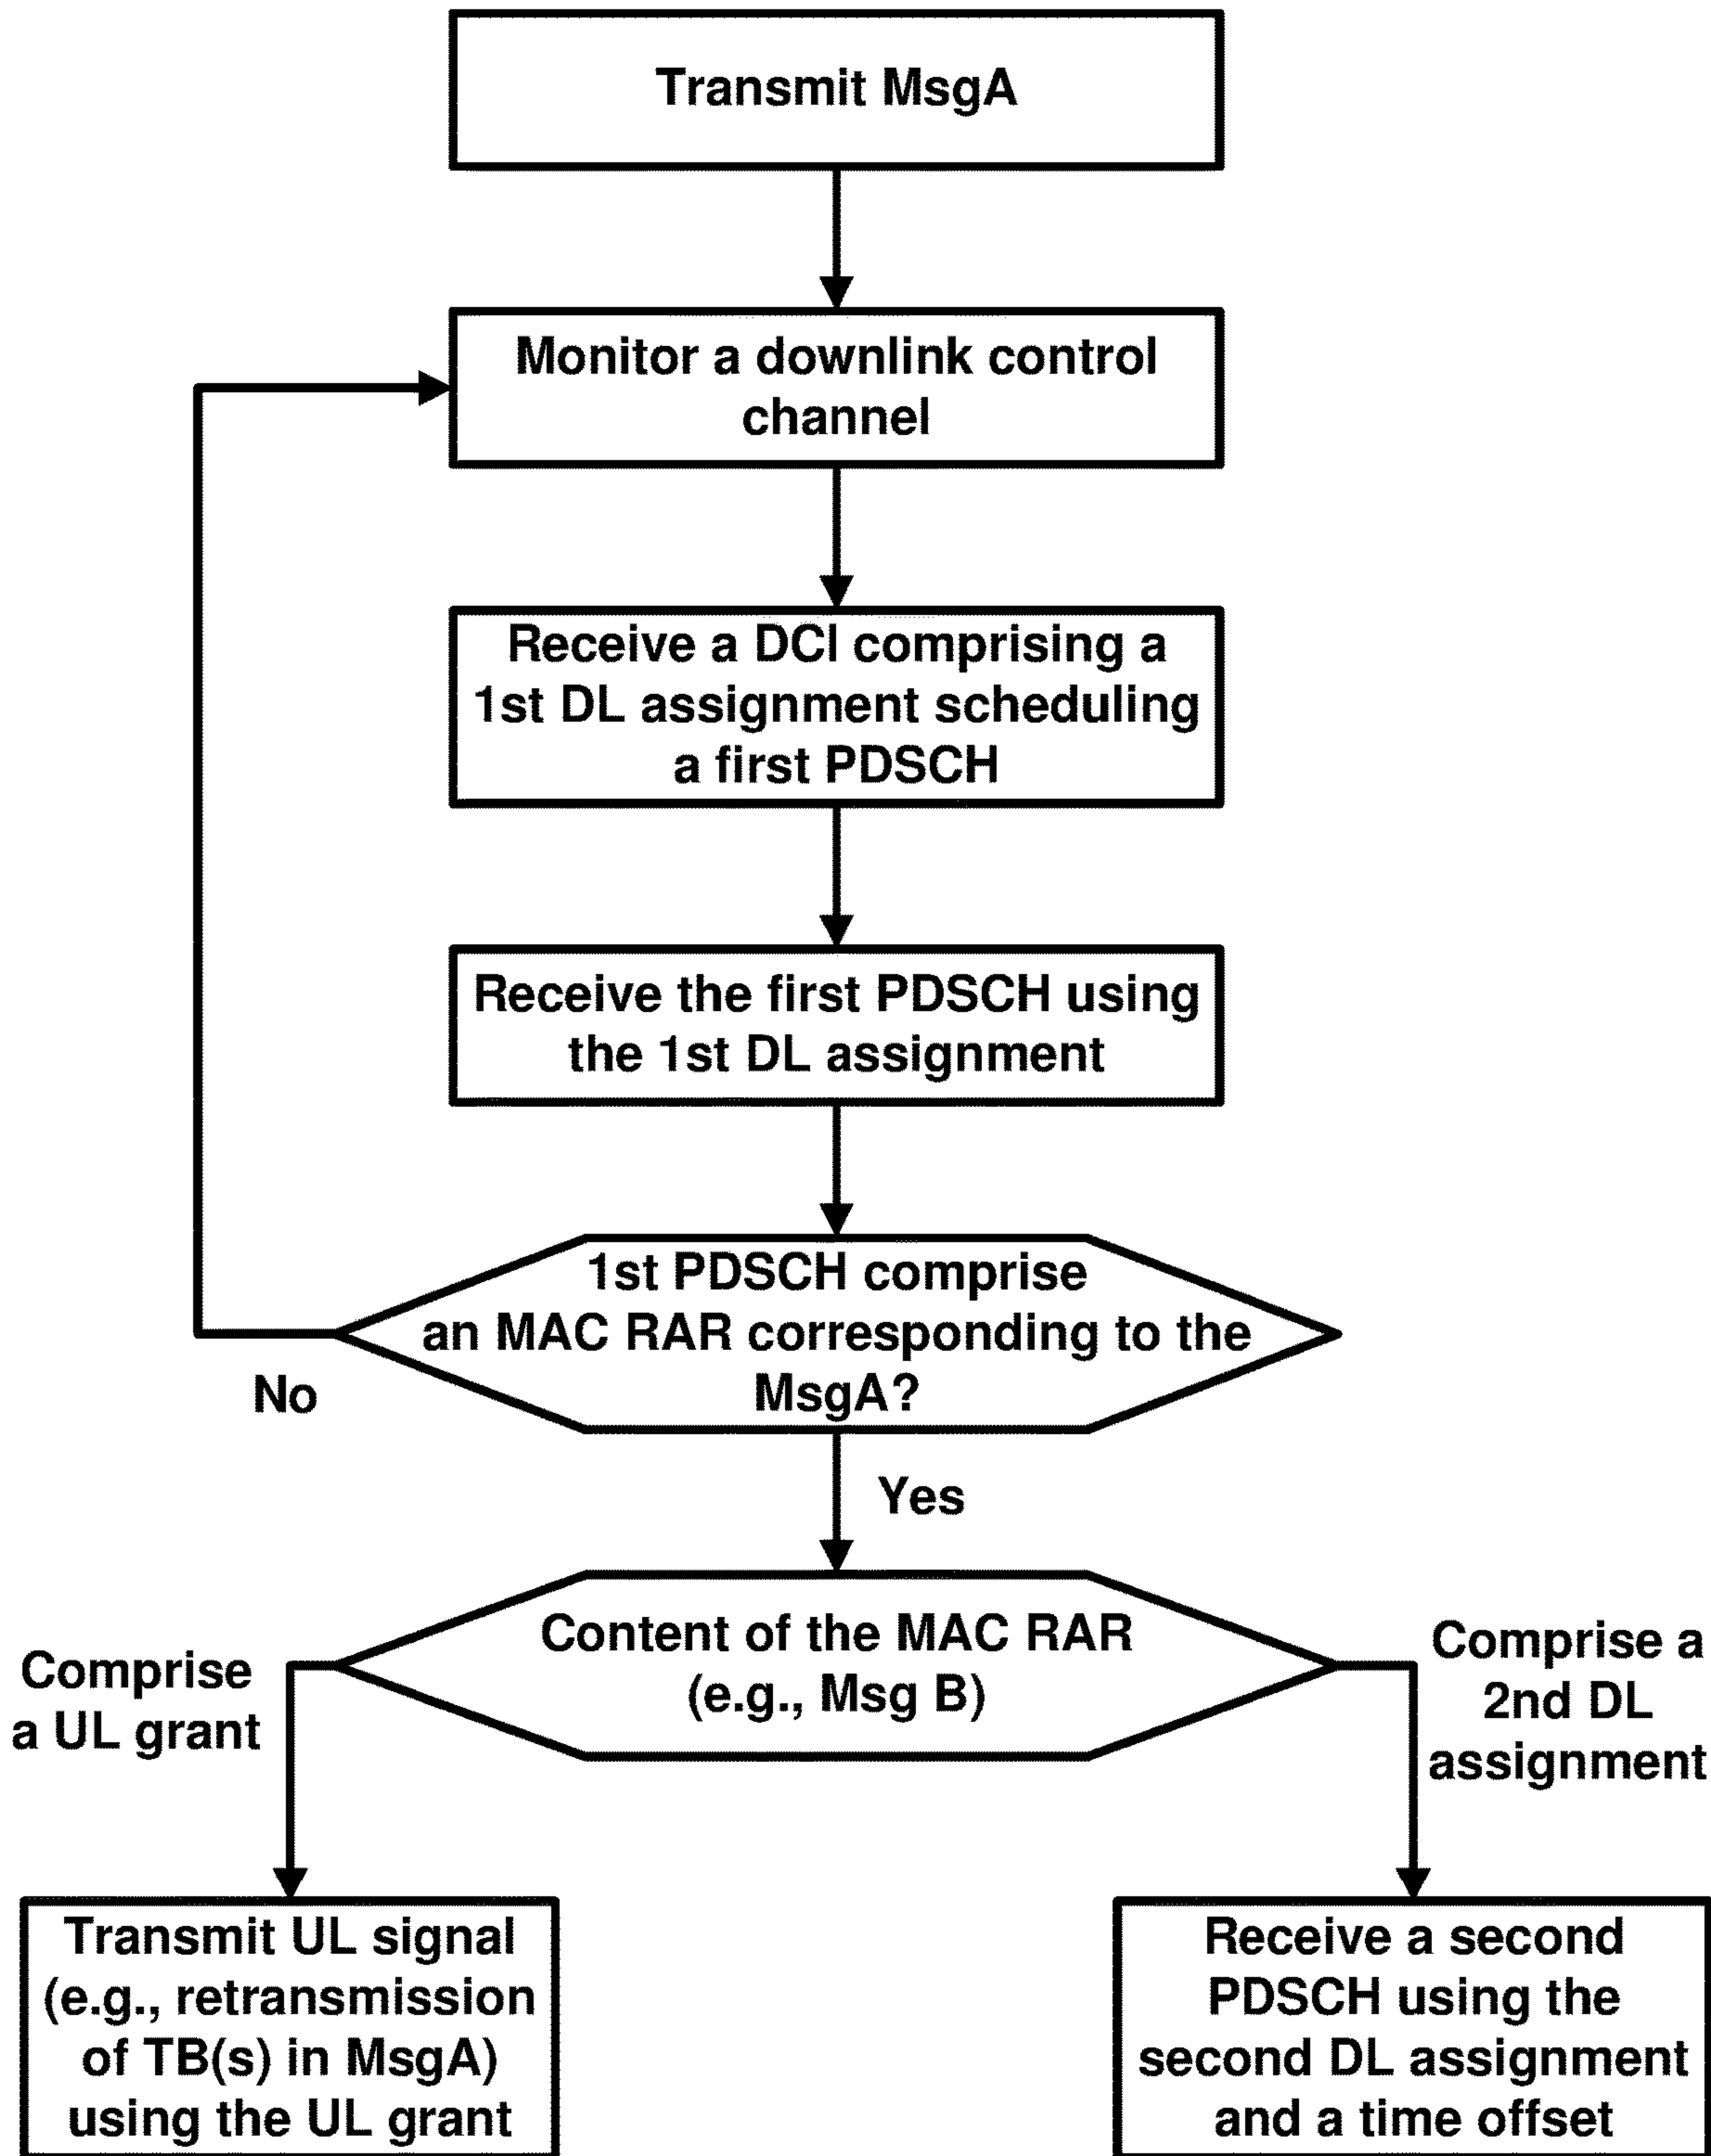 Transmit MsgA
Monitor a downlink control
channel
Receive a DCI comprising a
1st DL assignment scheduling
a first PDSCH
Receive the first PDSCH using
the 1st DL assignment
1st PDSCH comprise
an MAC RAR corresponding to the
MsgA?
No
Yes
Content of the MAC RAR
(e.g., Msg B)
Comprise
a UL grant
Comprise a
2nd DL
assignment
Transmit UL signal
(e.g., retransmission
of TB(s) in MsgA)
using the UL grant
Receive a second
PDSCH using the
second DL assignment
and a time offset